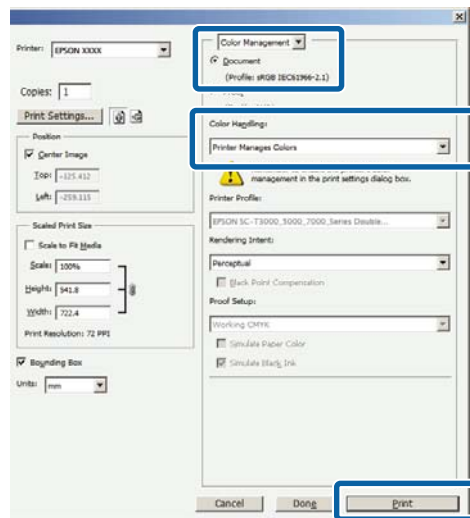 Printer: EPSON XXXX
Copies: 1
Print Settings...
Position
Center Image
Top: -125.412
Left: -259.115
Scaled Print Size
Scale to Fit Media
Scale: 100%
Height: 541.8
Width: 722.4
Print Resolution: 72 PPI
Bounding Box
Units: mm
Color Management
Document
(Profile: sRGB IEC61966-2.1)
Color Handling:
Printer Manages Colors
management in the print settings dialog box.
Printer Profile:
EPSON SC-T3000_5000_7000_Series Double...
Rendering Intent:
Perceptual
Black Point Compensation
Proof Setup:
Working CMYK
Simulate Paper Color
Simulate Black Ink
Cancel
Done
Print